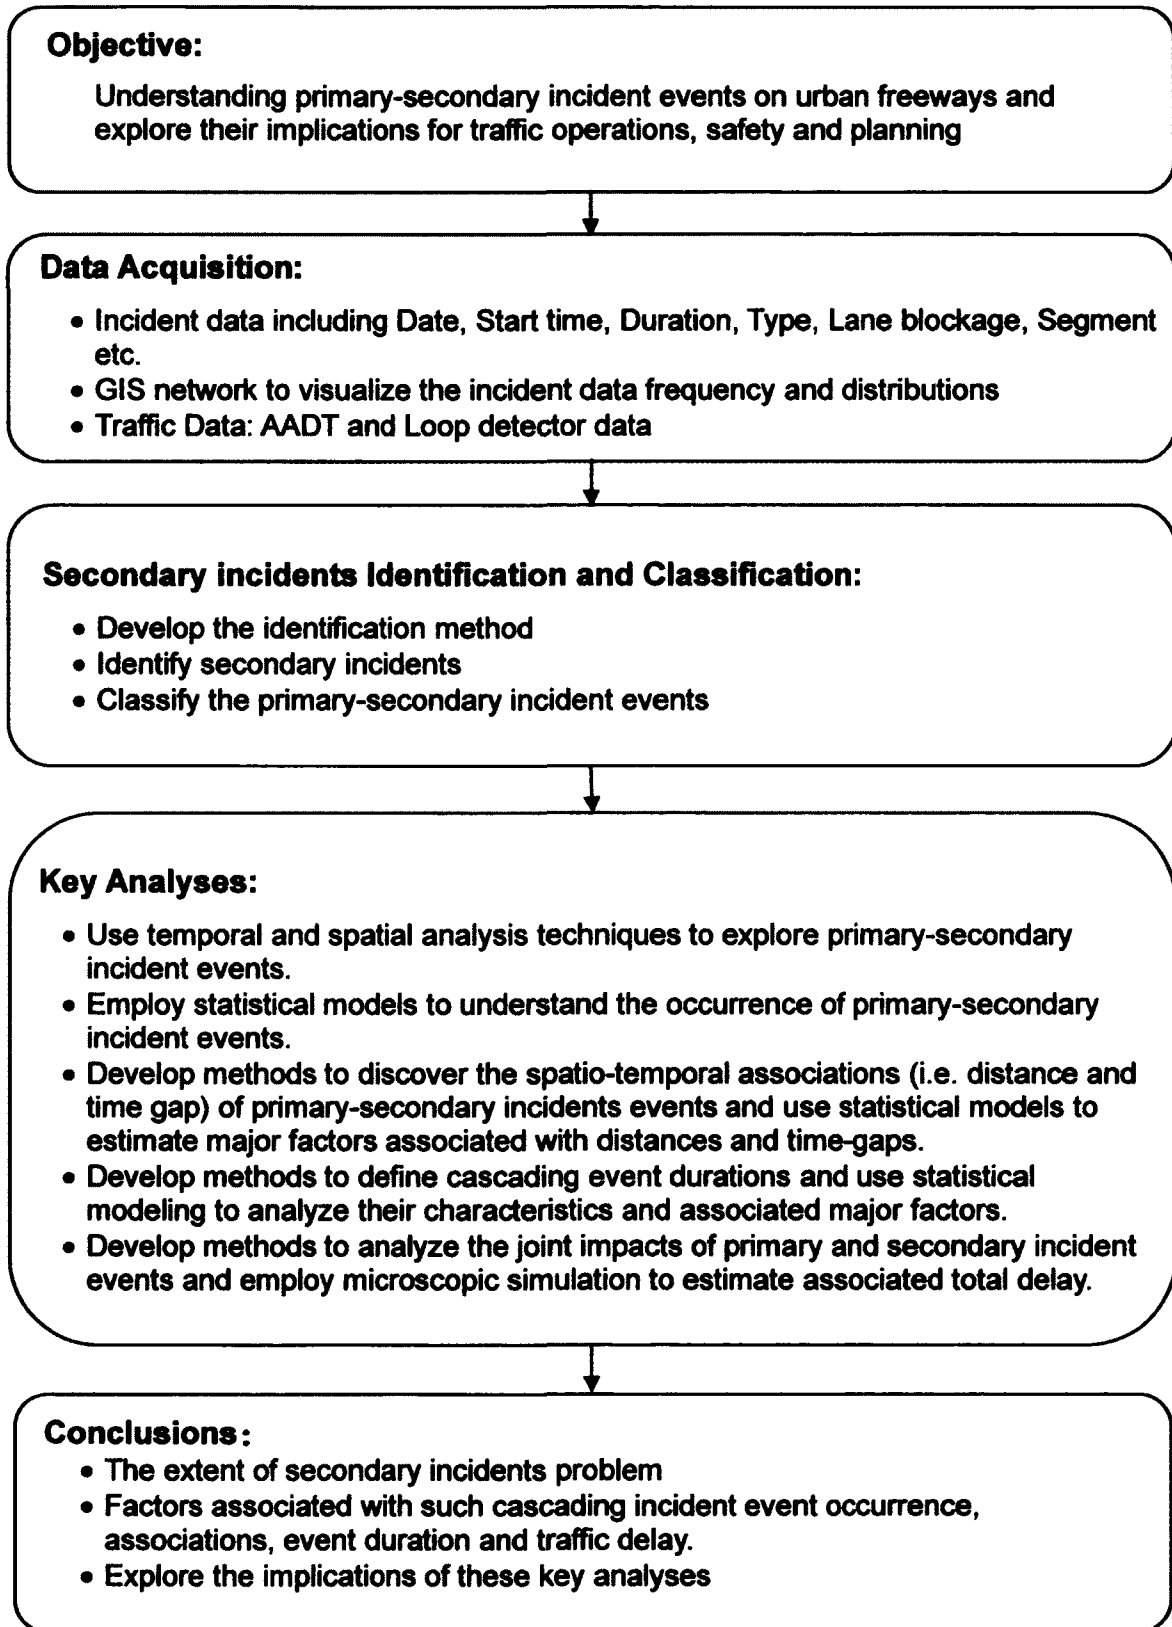 Objective:
Understanding primary-secondary incident events on urban freeways and
explore their implications for traffic operations, safety and planning
Data Acquisition:
• Incident data including Date, Start time, Duration, Type, Lane blockage, Segment
etc.
• GIS network to visualize the incident data frequency and distributions
• Traffic Data: AADT and Loop detector data
Secondary incidents Identification and Classification:
• Develop the identification method
• Identify secondary incidents
• Classify the primary-secondary incident events
Key Analyses:
• Use temporal and spatial analysis techniques to explore primary-secondary
incident events.
• Employ statistical models to understand the occurrence of primary-secondary
incident events.
• Develop methods to discover the spatio-temporal associations (i.e. distance and
time gap) of primary-secondary incidents events and use statistical models to
estimate major factors associated with distances and time-gaps.
• Develop methods to define cascading event durations and use statistical
modeling to analyze their characteristics and associated major factors.
• Develop methods to analyze the joint impacts of primary and secondary incident
events and employ microscopic simulation to estimate associated total delay.
Conclusions:
• The extent of secondary incidents problem
• Factors associated with such cascading incident event occurrence,
associations, event duration and traffic delay.
• Explore the implications of these key analyses